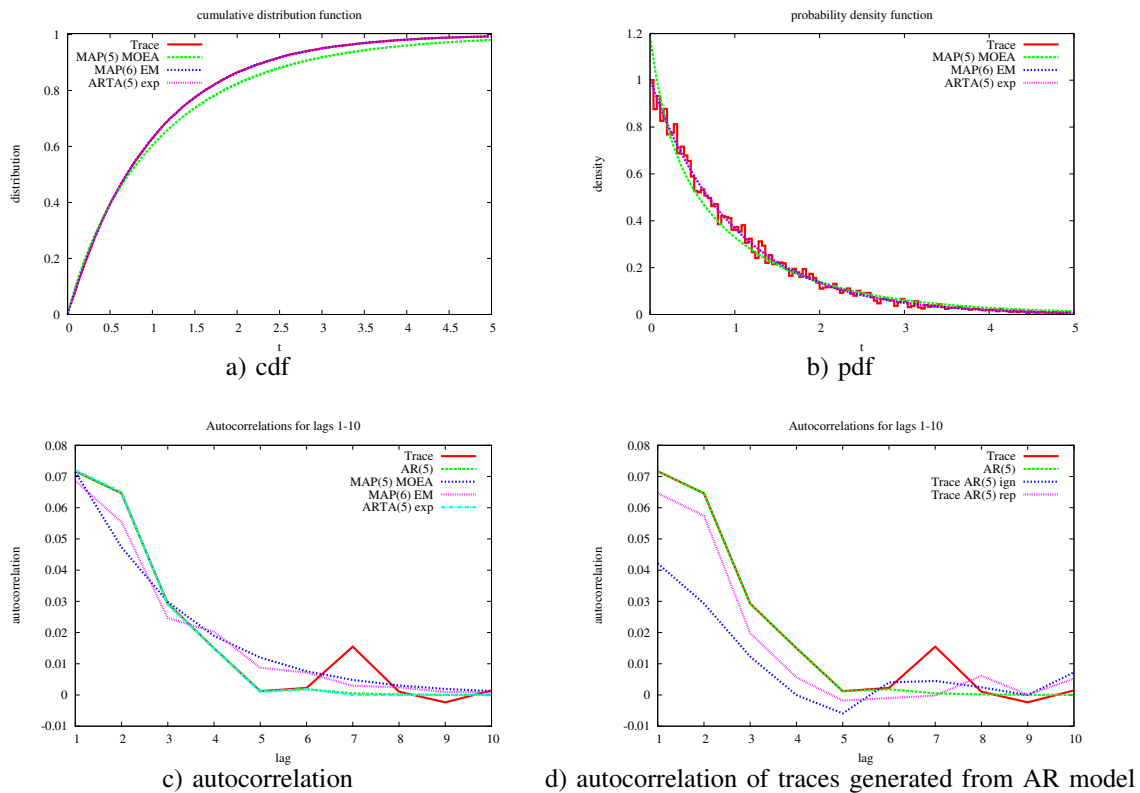 cumulative distribution function
1
0.8
0.6
0.4
0.2
0
distribution
Trace
MAP(5) MOEA
MAP(6) EM
ARTA(5) exp
0 0.5 1 1.5 2 2.5 3 3.5 4 4.5 5
t
a) cdf
probability density function
1.2
1
0.8
0.6
0.4
0.2
0
density
Trace
MAP(5) MOEA
MAP(6) EM
ARTA(5) exp
0 1 2 3 4 5
t
b) pdf
Autocorrelations for lags 1-10
0.08
0.07
0.06
0.05
0.04
0.03
0.02
0.01
0
-0.01
autocorrelation
Trace
AR(5)
MAP(5) MOEA
MAP(6) EM
ARTA(5) exp
1 2 3 4 5 6 7 8 9 10
lag
c) autocorrelation
Autocorrelations for lags 1-10
0.08
0.07
0.06
0.05
0.04
0.03
0.02
0.01
0
-0.01
autocorrelation
Trace
AR(5)
Trace AR(5) ign
Trace AR(5) rep
1 2 3 4 5 6 7 8 9 10
lag
d) autocorrelation of traces generated from AR model